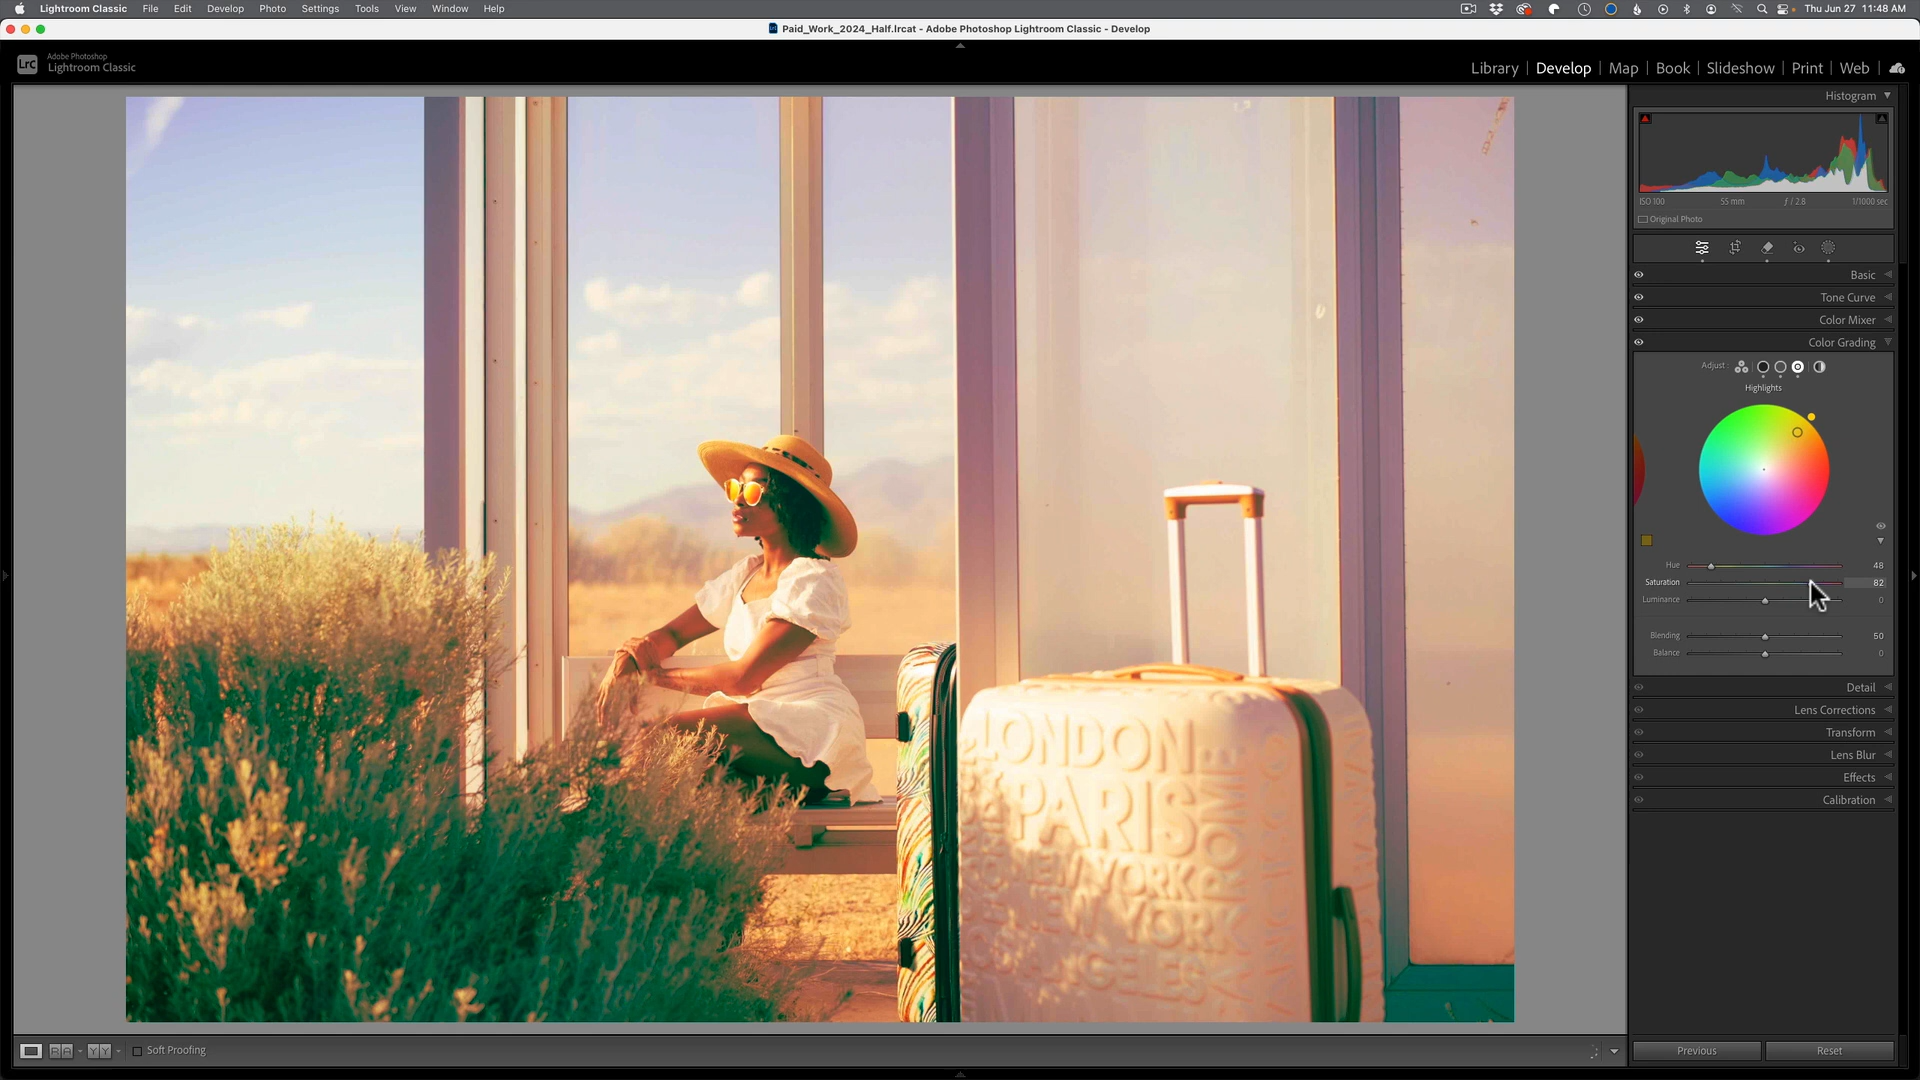 Lightroom Classic File Edit Develop Photo Settings Tools View Window Help Thu Jun 27 11:48 AM
Paid_Work_2024_Half.lrcat - Adobe Photoshop Lightroom Classic - Develop
Lrc
Adobe Photoshop
Lightroom Classic
Library | Develop | Map | Book | Slideshow | Print | Web
Histogram
ISO 100 55 mm ƒ / 2.8 1/1000 sec
Original Photo
Basic
Tone Curve
Color Mixer
Color Grading
Adjust :
Highlights
Hue 48
Saturation 82
Luminance 0
Blending 50
Balance 0
Detail
Lens Corrections
Transform
Lens Blur
Effects
Calibration
LONDON
PARIS
ROME
NEW YORK
NEW YORK
Soft Proofing
Previous Reset